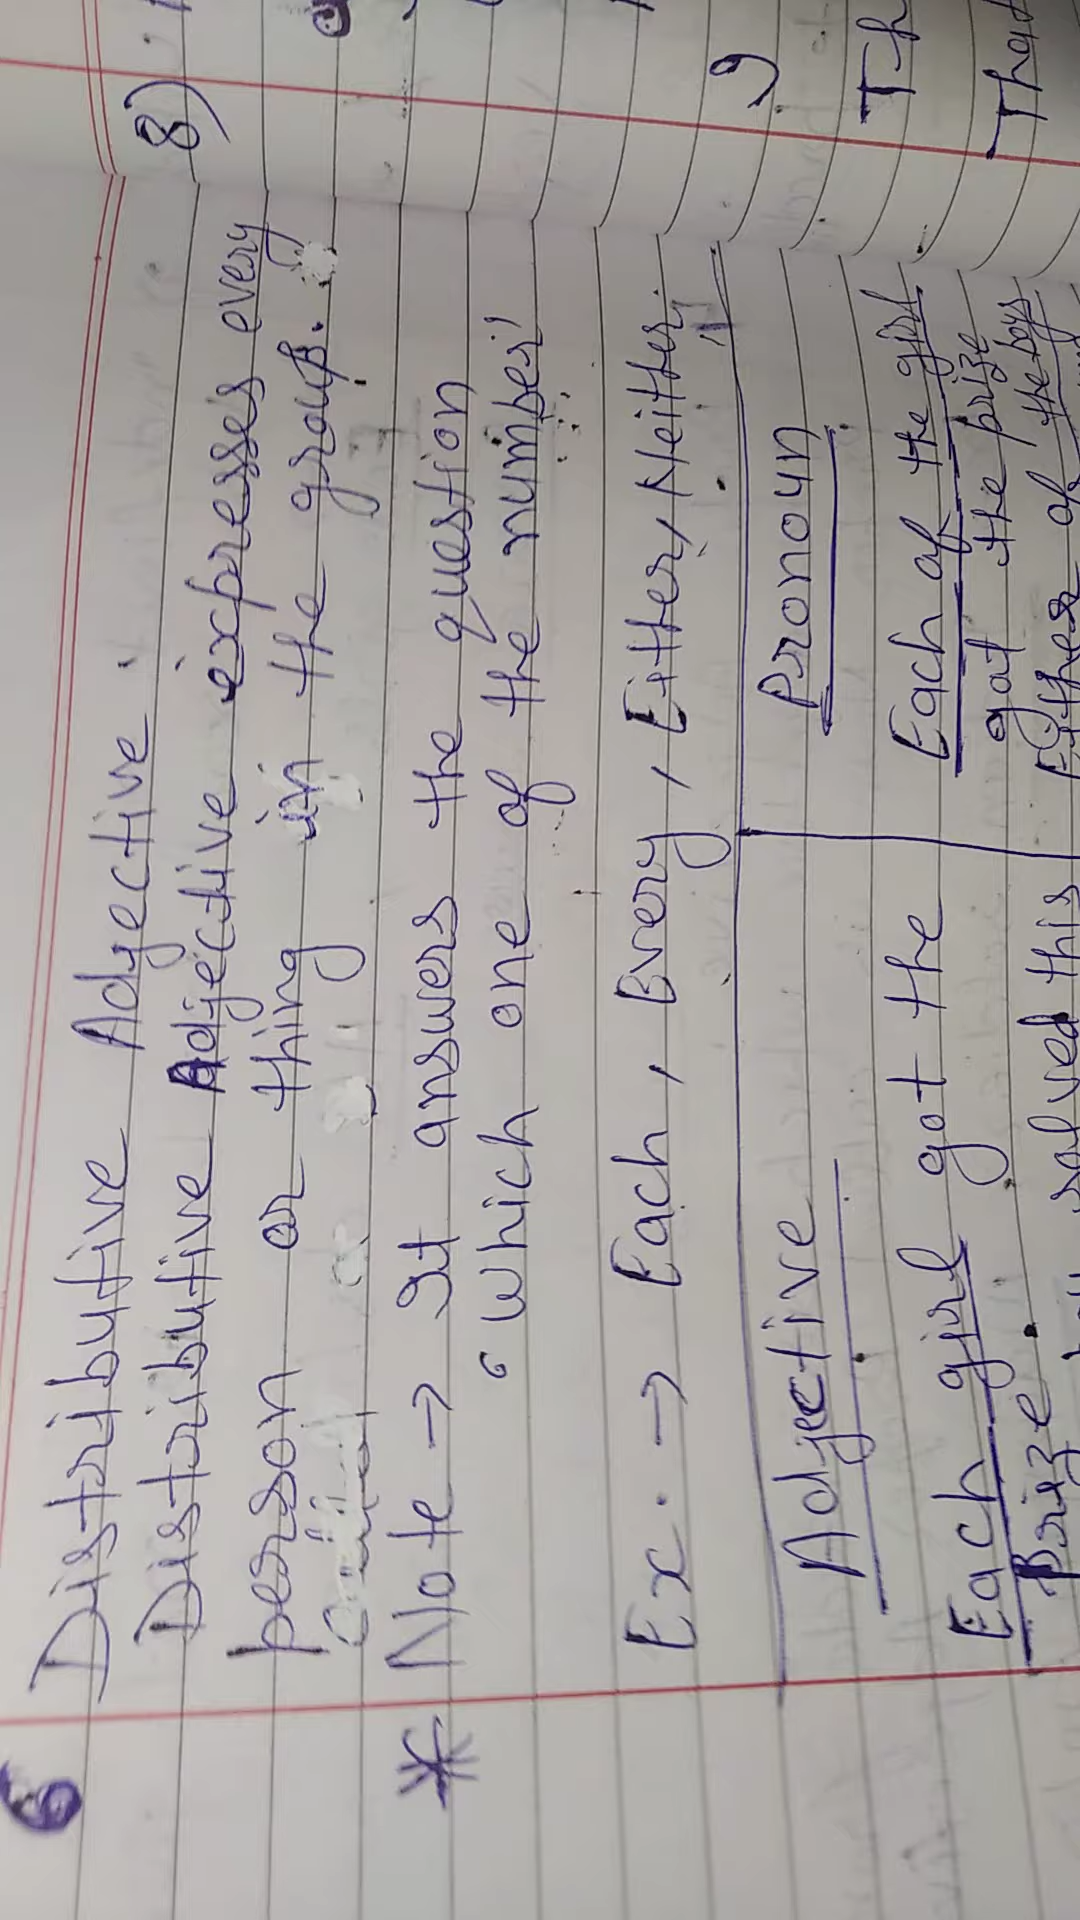 6 Distributive Adjective.
Distributive Adjective expresses every
person or thing in the group.
* Note → It answers the question
"Which one of the number'
Ex. → Each, Every, Either, Neither.
Adjective Pronoun
Each girl got the Each of the girl
Prize. got the prize
solved this Either of the boys
8)
9
Th
That